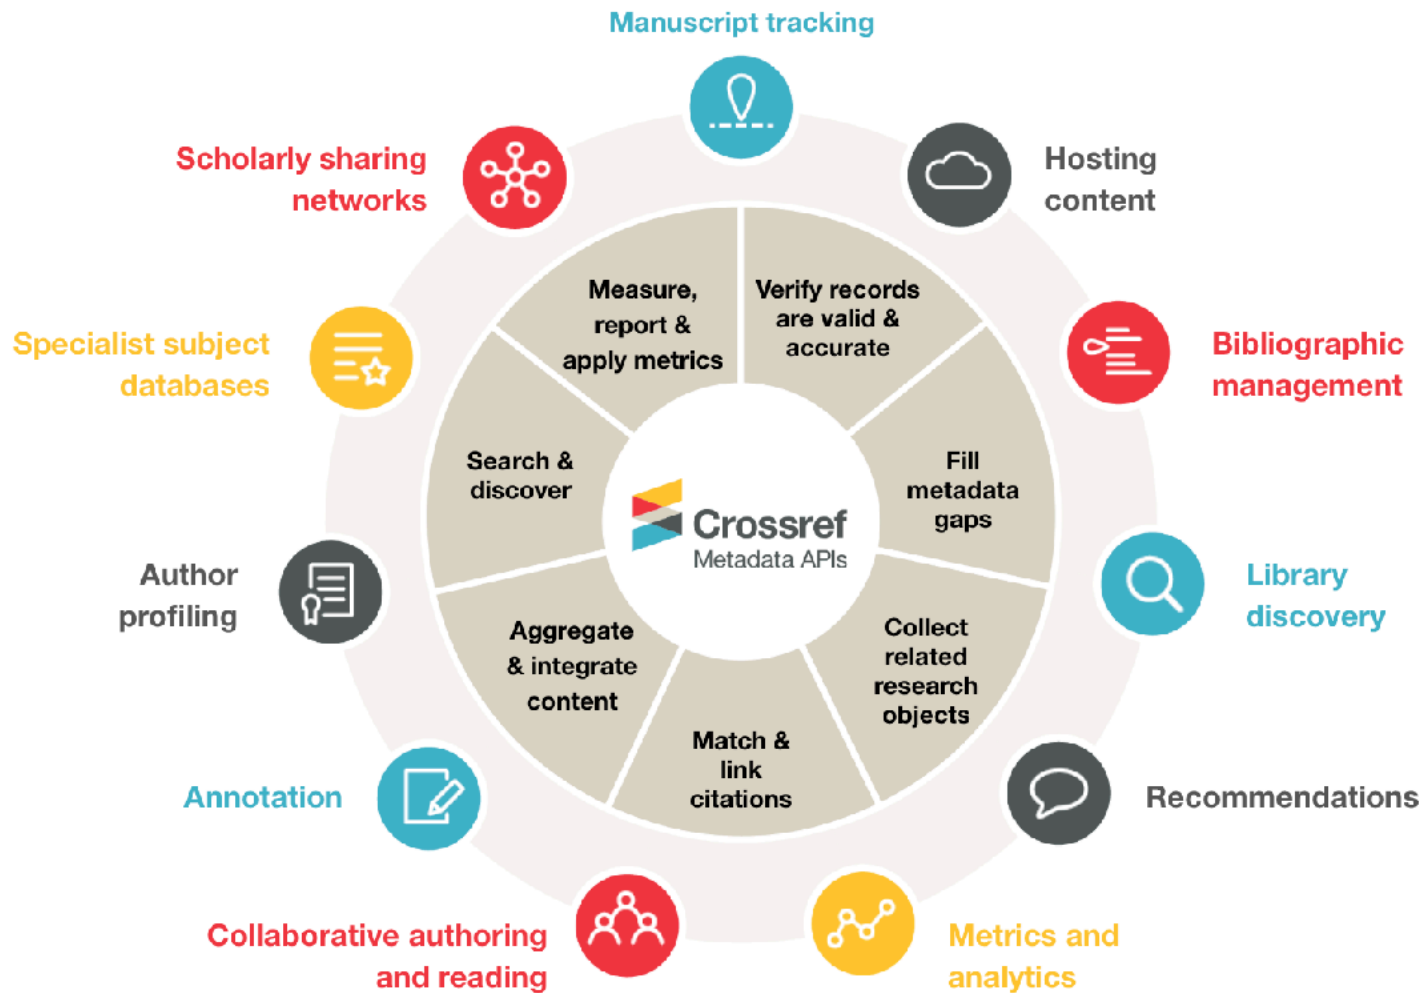 Manuscript tracking
Hosting
content
Bibliographic
management
Library
discovery
Recommendations
Metrics and
analytics
Collaborative authoring
and reading
Annotation
Author
profiling
Specialist subject
databases
Scholarly sharing
networks
Measure,
report &
apply metrics
Verify records
are valid &
accurate
Fill
metadata
gaps
Collect
related
research
objects
Match &
link
citations
Aggregate
& integrate
content
Search &
discover
Crossref
Metadata APIs